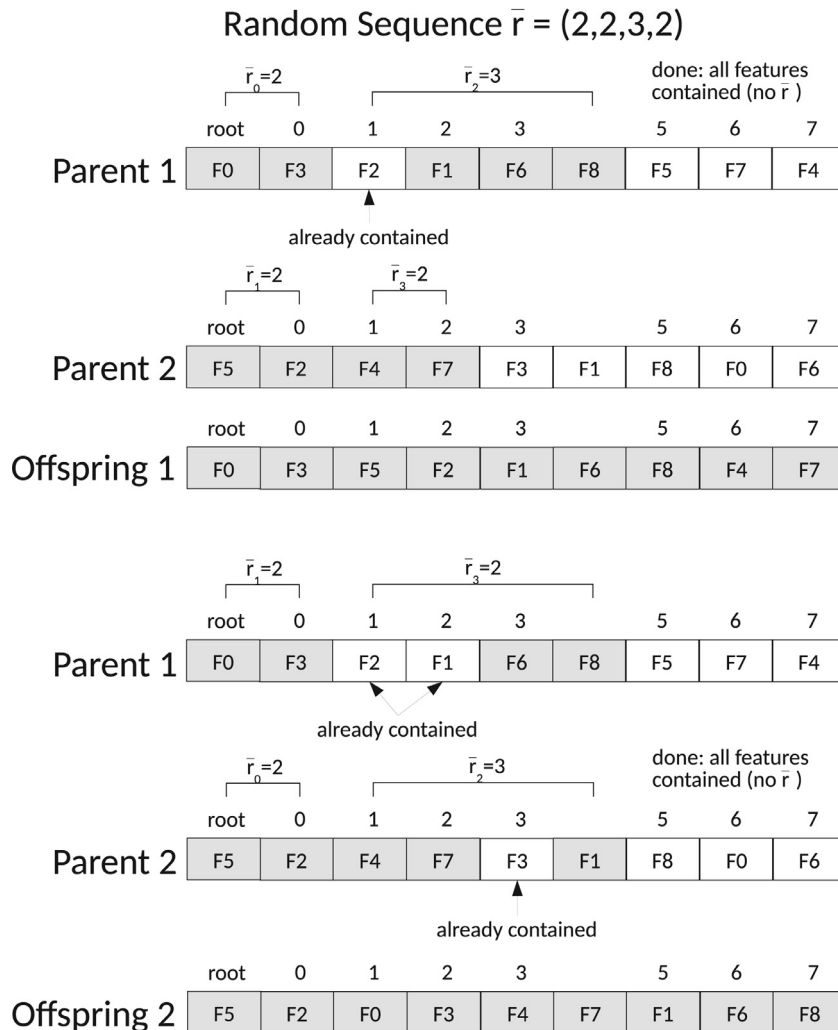 Random Sequence r̅ = (2,2,3,2)
r̅₀=2 r̅₂=3 done: all features
contained (no r̅ )
root 0 1 2 3 5 6 7
Parent 1 F0 F3 F2 F1 F6 F8 F5 F7 F4
already contained
r̅₁=2 r̅₃=2
root 0 1 2 3 5 6 7
Parent 2 F5 F2 F4 F7 F3 F1 F8 F0 F6
root 0 1 2 3 5 6 7
Offspring 1 F0 F3 F5 F2 F1 F6 F8 F4 F7
r̅₁=2 r̅₃=2
root 0 1 2 3 5 6 7
Parent 1 F0 F3 F2 F1 F6 F8 F5 F7 F4
already contained
r̅₀=2 r̅₂=3 done: all features
contained (no r̅ )
root 0 1 2 3 5 6 7
Parent 2 F5 F2 F4 F7 F3 F1 F8 F0 F6
already contained
root 0 1 2 3 5 6 7
Offspring 2 F5 F2 F0 F3 F4 F7 F1 F6 F8